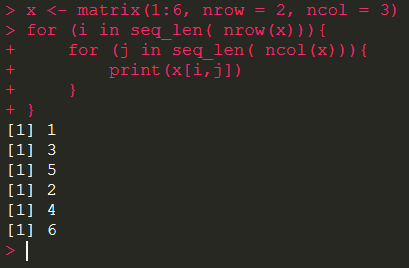 > x <- matrix(1:6, nrow = 2, ncol = 3)
> for (i in seq_len( nrow(x))){
+     for (j in seq_len( ncol(x))){
+         print(x[i,j])
+     }
+ }
[1] 1
[1] 3
[1] 5
[1] 2
[1] 4
[1] 6
>